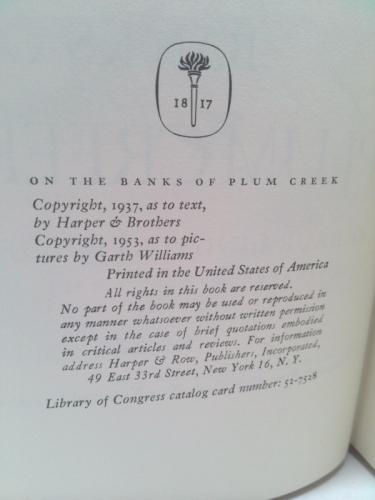 18 17
ON THE BANKS OF PLUM CREEK
Copyright, 1937, as to text,
by Harper & Brothers
Copyright, 1953, as to pic-
tures by Garth Williams
Printed in the United States of America
All rights in this book are reserved.
No part of the book may be used or reproduced in
any manner whatsoever without written permission
except in the case of brief quotations embodied
in critical articles and reviews. For information
address Harper & Row, Publishers, Incorporated,
49 East 33rd Street, New York 16, N. Y.
Library of Congress catalog card number: 52-7528